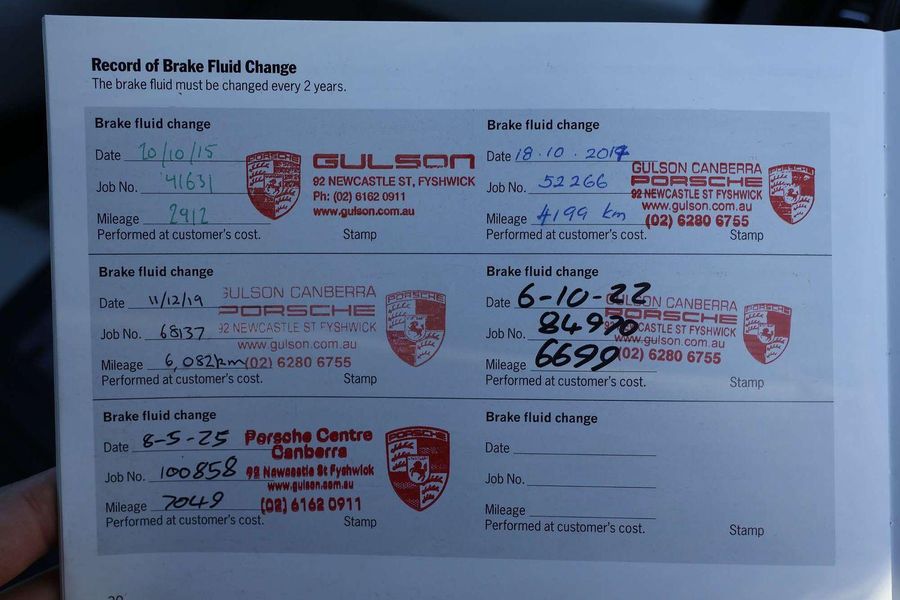 Record of Brake Fluid Change
The brake fluid must be changed every 2 years.
Brake fluid change
Date 20/10/15
Job No. 41631
Mileage 2912
Performed at customer's cost.
PORSCHE
GULSON
92 NEWCASTLE ST, FYSHWICK
Ph: (02) 6162 0911
www.gulson.com.au
Stamp
Brake fluid change
Date 18.10.2017
Job No. 52266
Mileage 4199 km
Performed at customer's cost.
GULSON CANBERRA
PORSCHE
92 NEWCASTLE ST FYSHWICK
www.gulson.com.au
(02) 6280 6755
PORSCHE
Stamp
Brake fluid change
Date 11/12/19
Job No. 68137
Mileage 6,082km
Performed at customer's cost.
GULSON CANBERRA
PORSCHE
92 NEWCASTLE ST FYSHWICK
www.gulson.com.au
(02) 6280 6755
PORSCHE
Stamp
Brake fluid change
Date 6-10-22
Job No. 84990
Mileage 6699
Performed at customer's cost.
GULSON CANBERRA
PORSCHE
NEWCASTLE ST FYSHWICK
www.gulson.com.au
(02) 6280 6755
PORSCHE
Stamp
Brake fluid change
Date 8-5-25
Job No. 100858
Mileage 7049
Performed at customer's cost.
Porsche Centre
Canberra
92 Newcastle St Fyshwick
www.gulson.com.au
(02) 6162 0911
PORSCHE
Stamp
Brake fluid change
Date
Job No.
Mileage
Performed at customer's cost.
Stamp